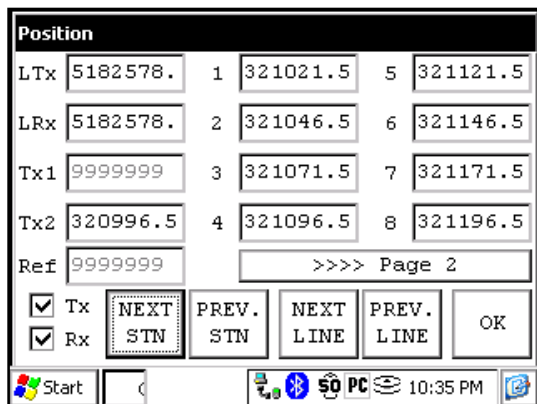 Position
LTx 5182578. 1 321021.5 5 321121.5
LRx 5182578. 2 321046.5 6 321146.5
Tx1 9999999 3 321071.5 7 321171.5
Tx2 320996.5 4 321096.5 8 321196.5
Ref 9999999 >>>> Page 2
Tx Rx
NEXT STN
PREV. STN
NEXT LINE
PREV. LINE
OK
Start PC 10:35 PM